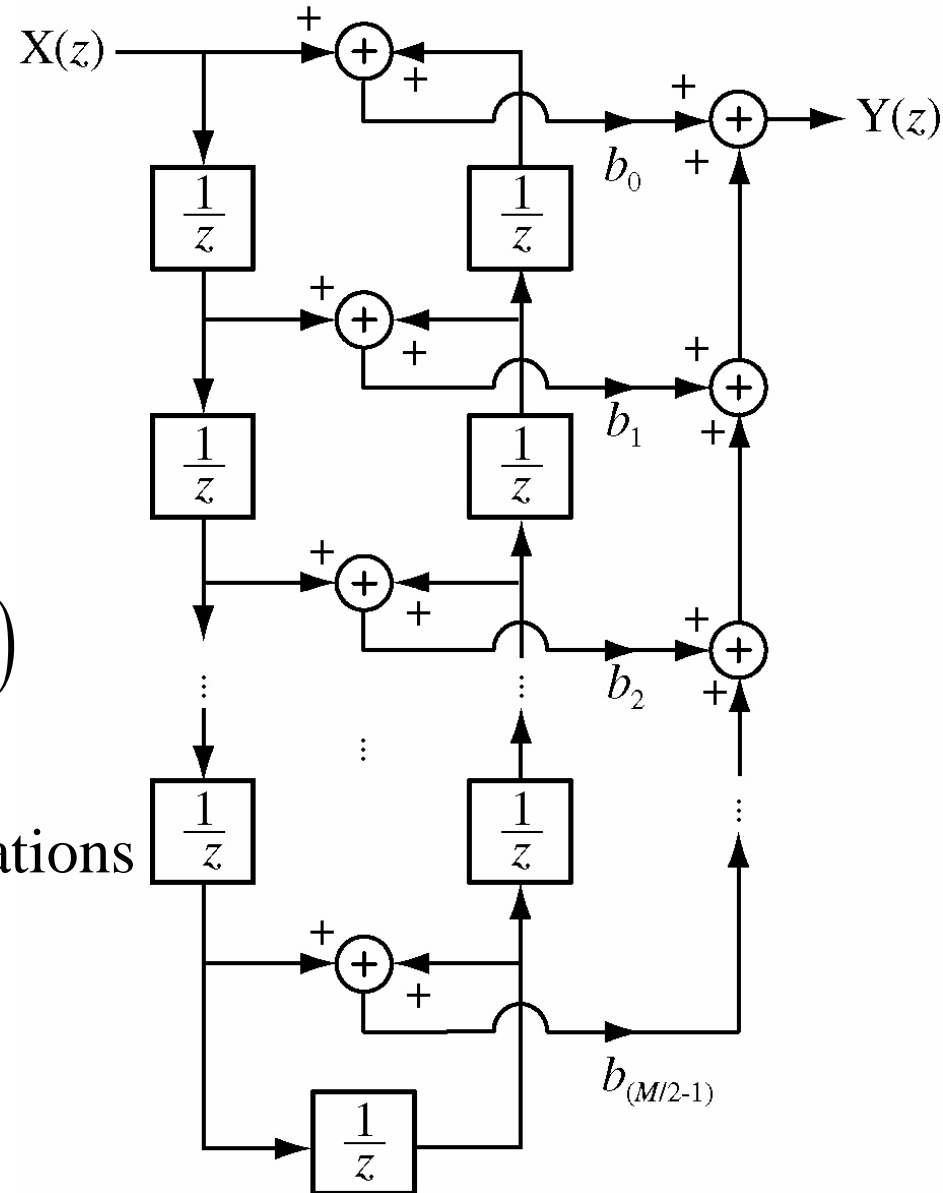 +
X(z) + + + Y(z)
+ +
b₀
1/z 1/z
+ + +
+ +
b₁ +
1/z 1/z
+ + +
) + +
b₂ +
⋮ ⋮
⋮ ⋮
1/z 1/z
ations
+ +
+
b₍M/2-1₎
1/z